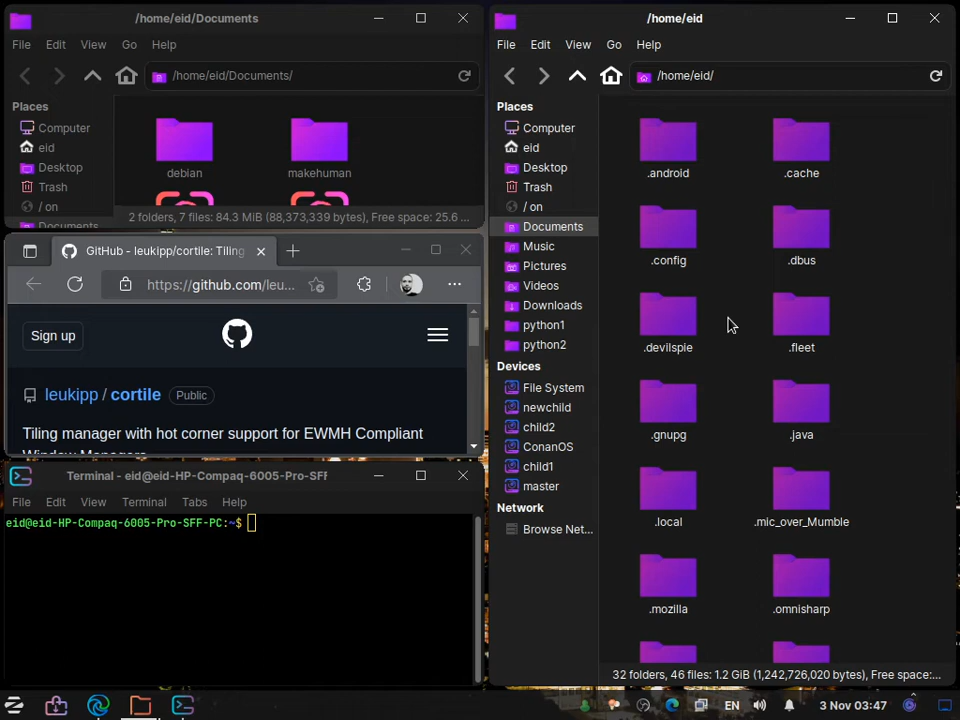 /home/eid/Documents
File Edit View Go Help
/home/eid/Documents/
Places
Computer
eid
Desktop
Trash
/ on
Documents
debian
makehuman
2 folders, 7 files: 84.3 MiB (88,373,339 bytes), Free space: 25.6 ...
GitHub - leukipp/cortile: Tiling
https://github.com/leu...
Sign up
leukipp / cortile Public
Tiling manager with hot corner support for EWMH Compliant
Window Managers
Terminal - eid@eid-HP-Compaq-6005-Pro-SFF
File Edit View Terminal Tabs Help
eid@eid-HP-Compaq-6005-Pro-SFF-PC:~$
/home/eid
File Edit View Go Help
/home/eid/
Places
Computer
eid
Desktop
Trash
/ on
Documents
Music
Pictures
Videos
Downloads
python1
python2
Devices
File System
newchild
child2
ConanOS
child1
master
Network
Browse Net...
.android
.cache
.config
.dbus
.devilspie
.fleet
.gnupg
.java
.local
.mic_over_Mumble
.mozilla
.omnisharp
32 folders, 46 files: 1.2 GiB (1,242,726,020 bytes), Free space:...
EN
3 Nov 03:47